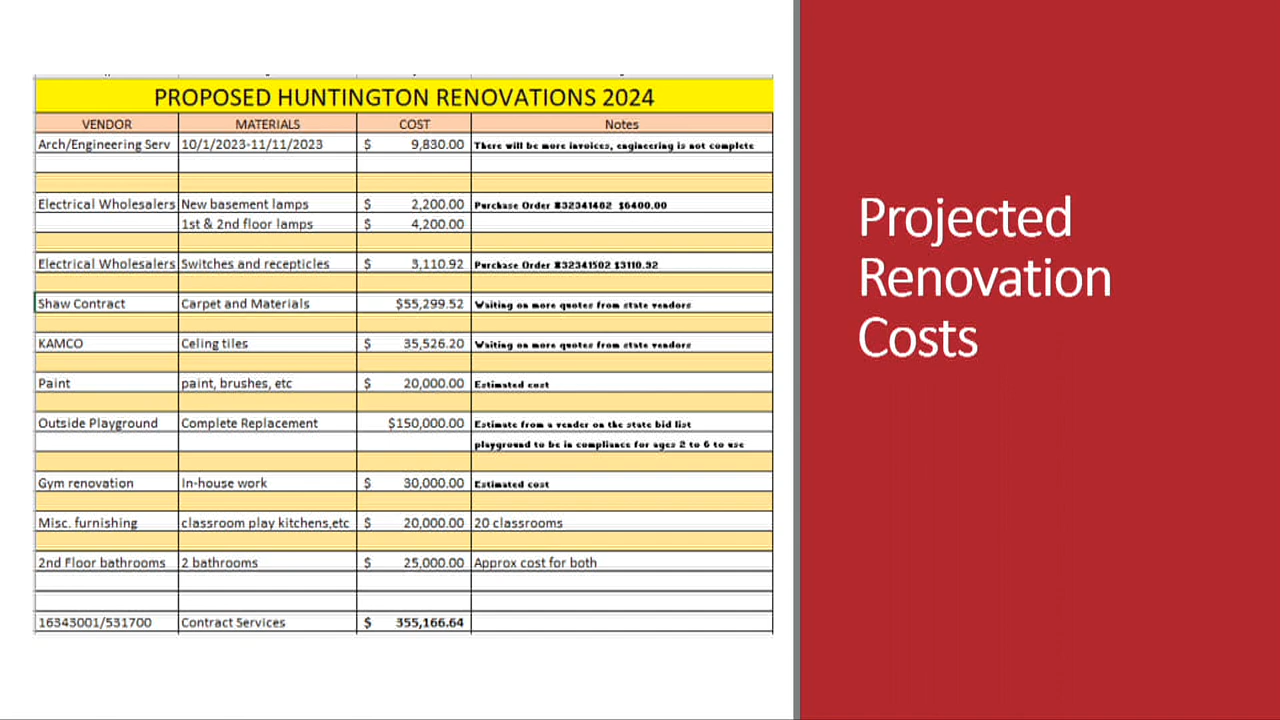 PROPOSED HUNTINGTON RENOVATIONS 2024
VENDOR MATERIALS COST Notes
Arch/Engineering Serv 10/1/2023-11/11/2023 $ 9,830.00 There will be more invoices, engineering is not complete
Electrical Wholesalers New basement lamps $ 2,200.00 Purchase Order #32341482 $6400.00
1st & 2nd floor lamps $ 4,200.00
Electrical Wholesalers Switches and recepticles $ 3,110.92 Purchase Order #32341502 $3110.92
Shaw Contract Carpet and Materials $55,299.52 Waiting on more quotes from state vendors
KAMCO Celing tiles $ 35,526.20 Waiting on more quotes from state vendors
Paint paint, brushes, etc $ 20,000.00 Estimated cost
Outside Playground Complete Replacement $150,000.00 Estimate from a vender on the state bid list
playground to be in compliance for ages 2 to 6 to use
Gym renovation In-house work $ 30,000.00 Estimated cost
Misc. furnishing classroom play kitchens,etc $ 20,000.00 20 classrooms
2nd Floor bathrooms 2 bathrooms $ 25,000.00 Approx cost for both
16343001/531700 Contract Services $ 355,166.64
Projected
Renovation
Costs